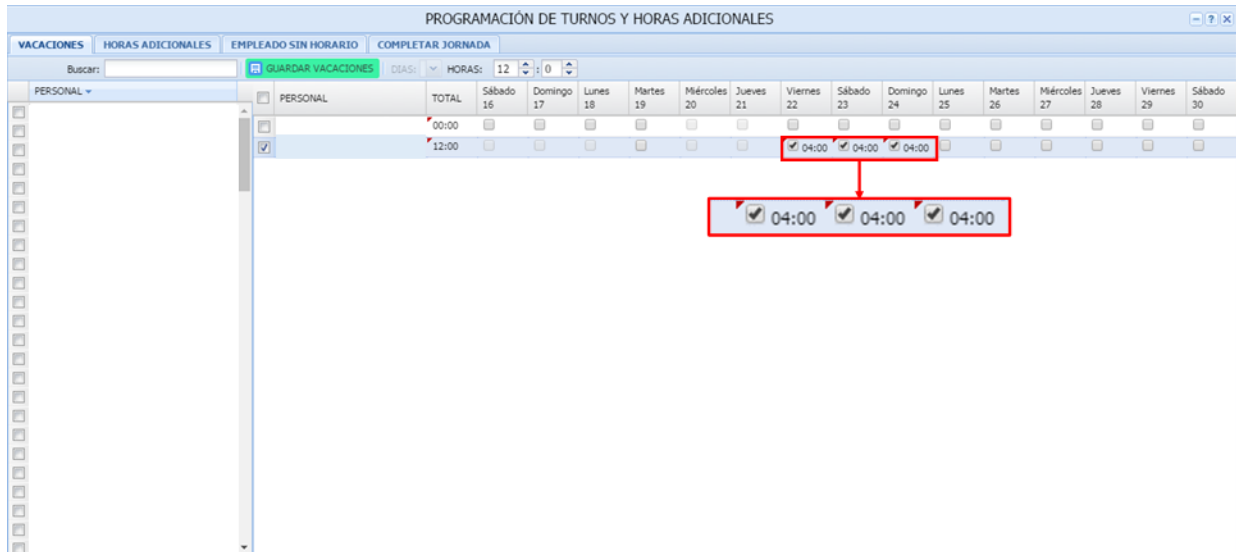 PROGRAMACIÓN DE TURNOS Y HORAS ADICIONALES
VACACIONES HORAS ADICIONALES EMPLEADO SIN HORARIO COMPLETAR JORNADA
Buscar: GUARDAR VACACIONES DIAS: HORAS: 12 : 0
PERSONAL PERSONAL TOTAL Sábado 16 Domingo 17 Lunes 18 Martes 19 Miércoles 20 Jueves 21 Viernes 22 Sábado 23 Domingo 24 Lunes 25 Martes 26 Miércoles 27 Jueves 28 Viernes 29 Sábado 30
00:00
12:00 04:00 04:00 04:00
04:00 04:00 04:00